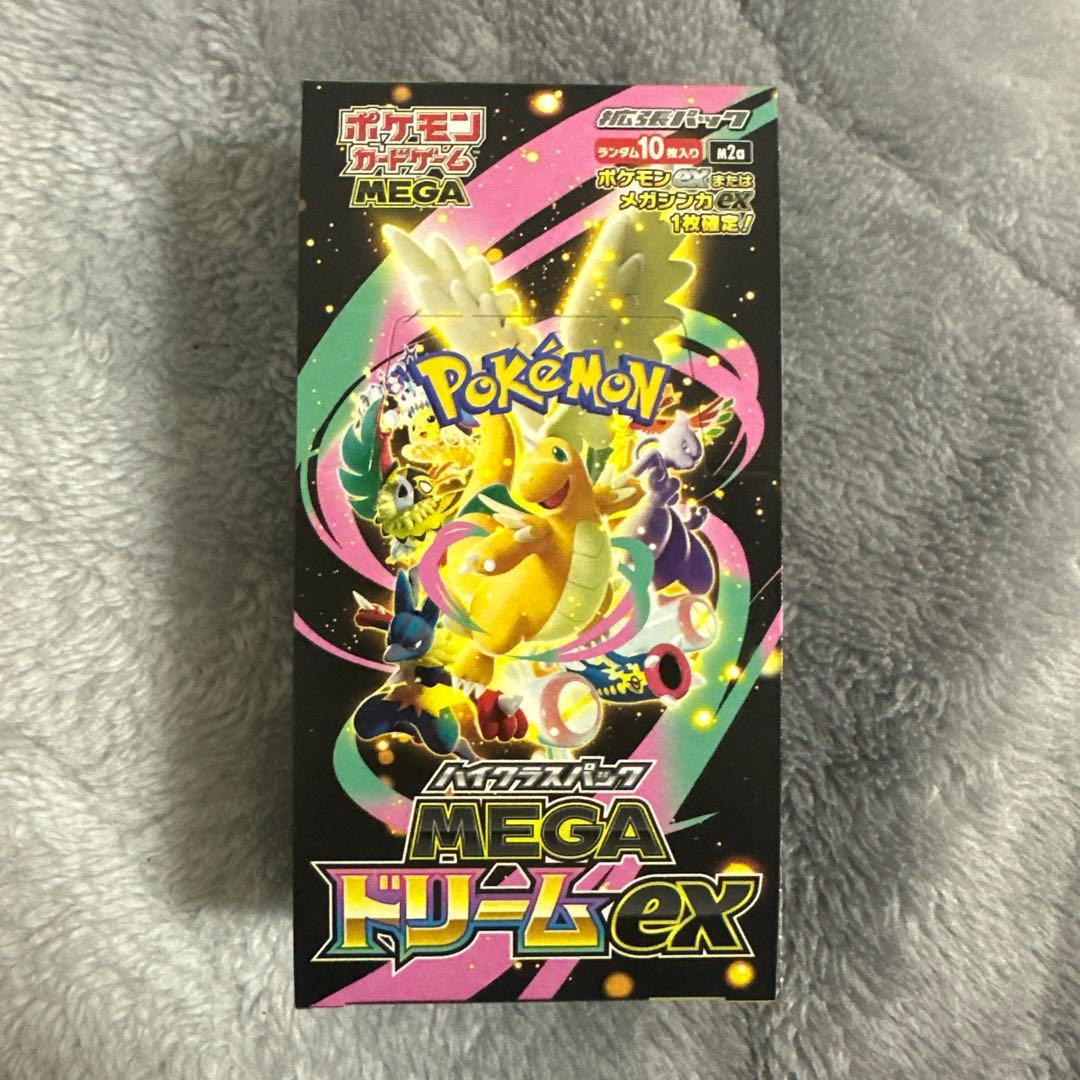 ポケモン
カードゲーム
MEGA
拡張パック
ランダム10枚入り M2a
ポケモンexまたは
メガシンカex
1枚確定!
POKéMON
ハイクラスパック
MEGA
ドリームex